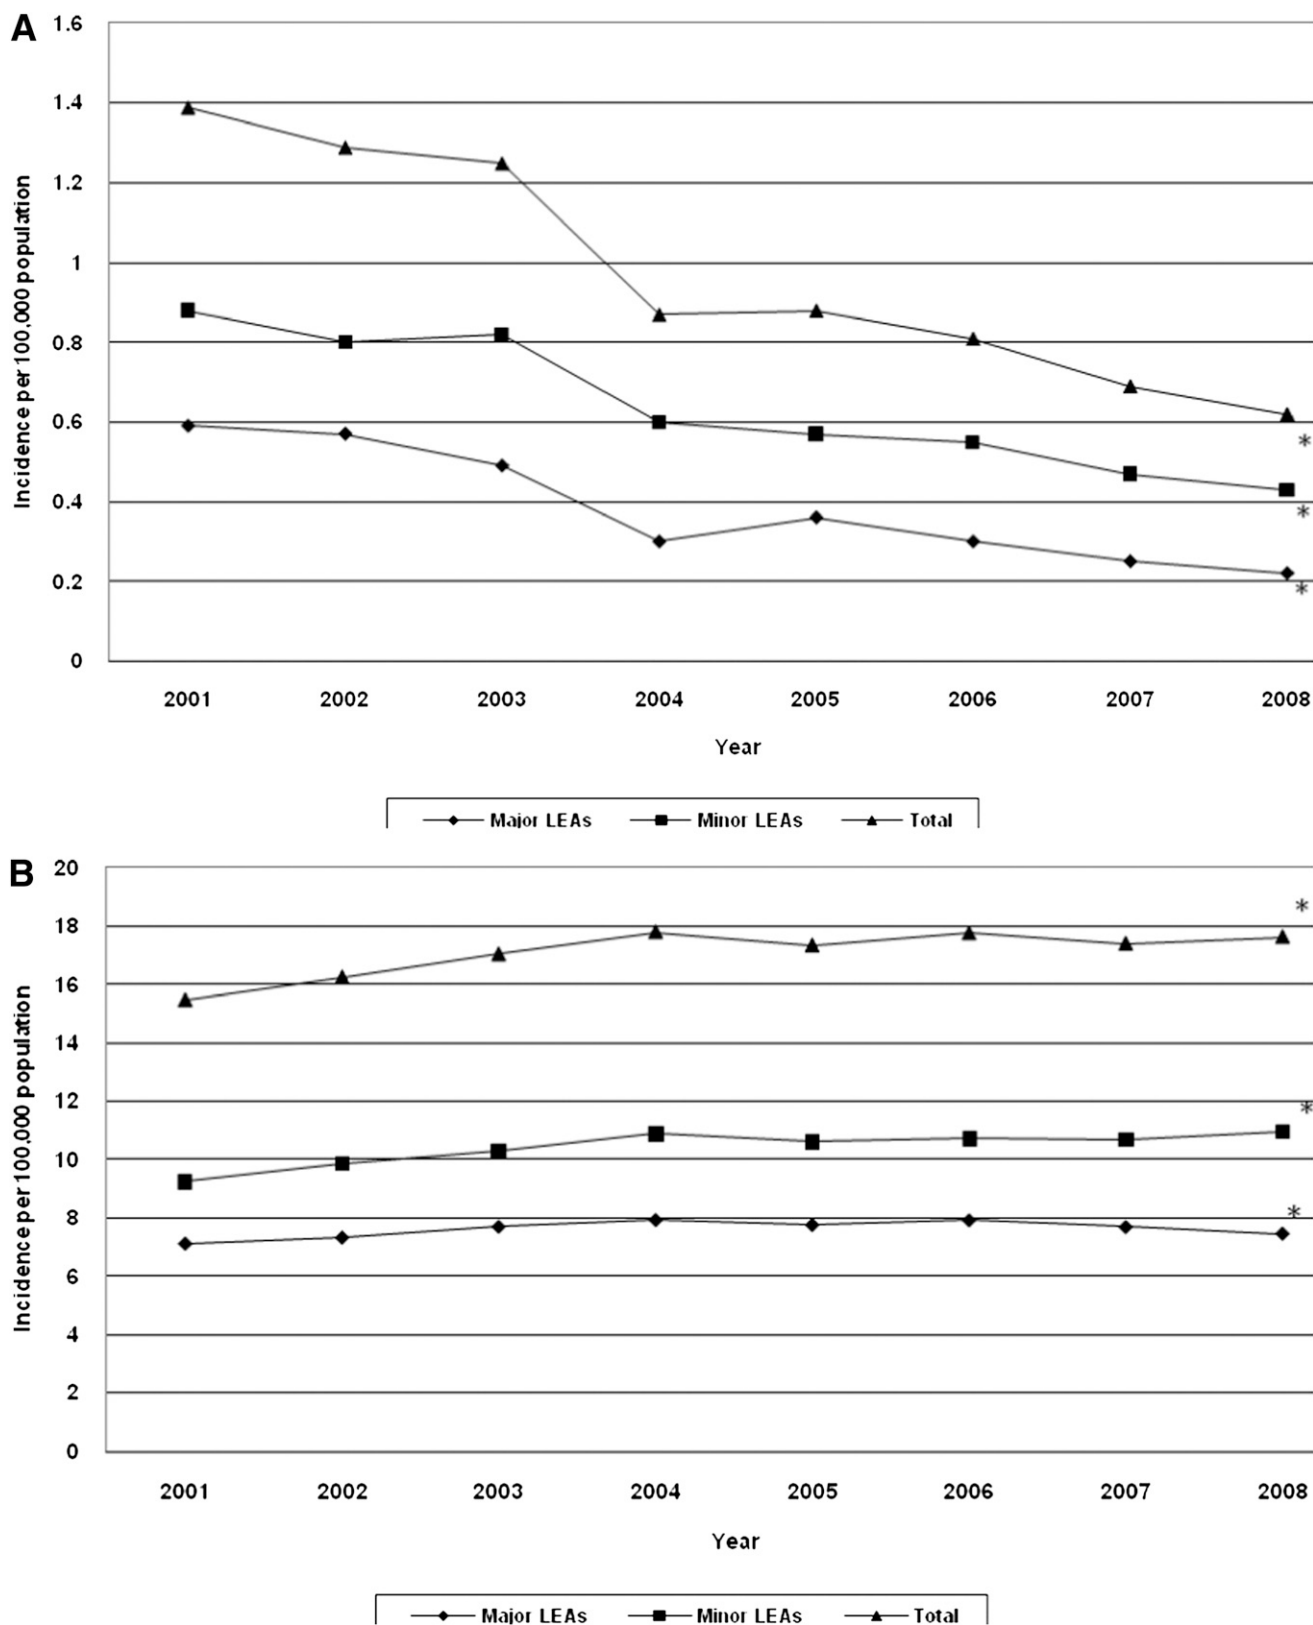 A
1.6
1.4
1.2
1
0.8
0.6
0.4
0.2
0
Incidence per 100,000 population
*
*
*
2001 2002 2003 2004 2005 2006 2007 2008
Year
Major LEAs Minor LEAs Total
B
20
18
16
14
12
10
8
6
4
2
0
Incidence per 100,000 population
*
*
*
2001 2002 2003 2004 2005 2006 2007 2008
Year
Major LEAs Minor LEAs Total